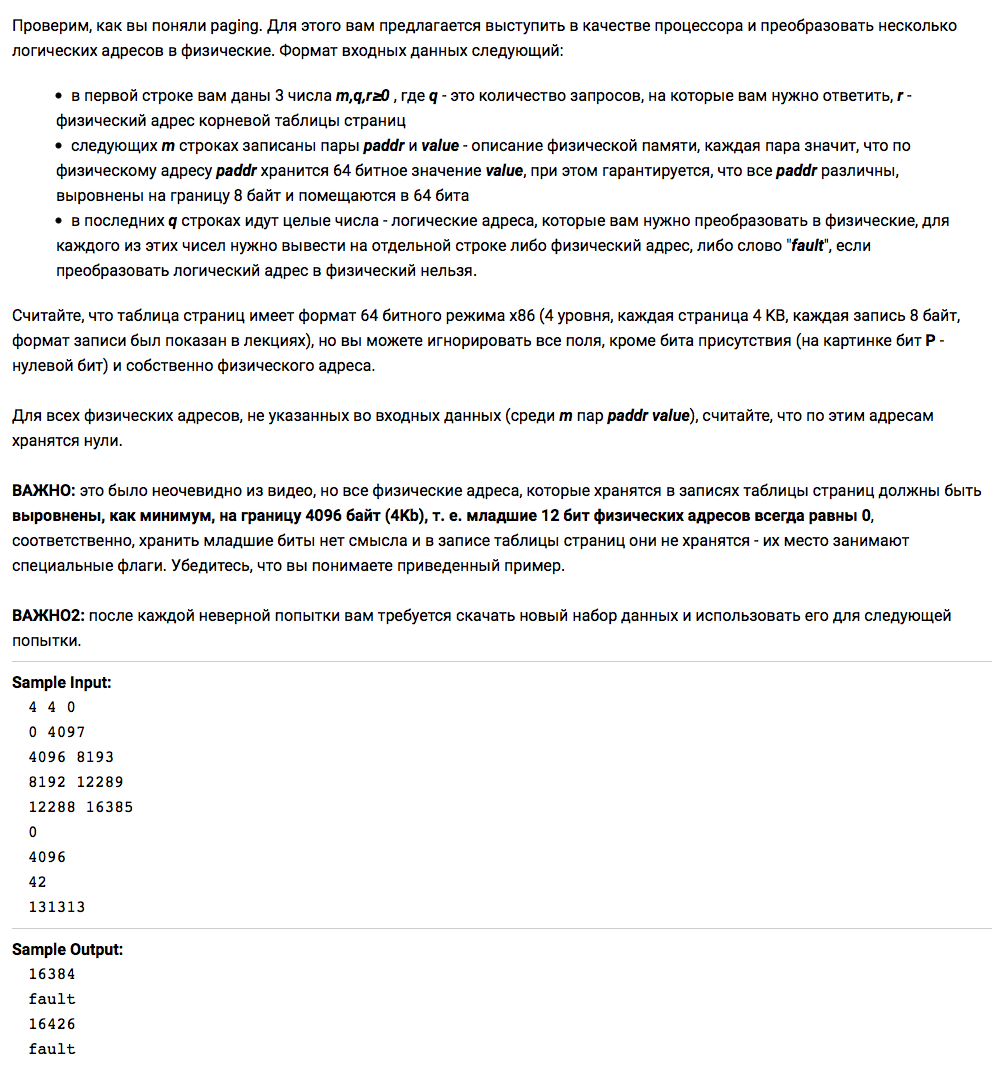 Проверим, как вы поняли paging. Для этого вам предлагается выступить в качестве процессора и преобразовать несколько
логических адресов в физические. Формат входных данных следующий:
• в первой строке вам даны 3 числа m,q,r≥0 , где q - это количество запросов, на которые вам нужно ответить, r -
физический адрес корневой таблицы страниц
• следующих m строках записаны пары paddr и value - описание физической памяти, каждая пара значит, что по
физическому адресу paddr хранится 64 битное значение value, при этом гарантируется, что все paddr различны,
выровнены на границу 8 байт и помещаются в 64 бита
• в последних q строках идут целые числа - логические адреса, которые вам нужно преобразовать в физические, для
каждого из этих чисел нужно вывести на отдельной строке либо физический адрес, либо слово "fault", если
преобразовать логический адрес в физический нельзя.
Считайте, что таблица страниц имеет формат 64 битного режима x86 (4 уровня, каждая страница 4 KB, каждая запись 8 байт,
формат записи был показан в лекциях), но вы можете игнорировать все поля, кроме бита присутствия (на картинке бит P -
нулевой бит) и собственно физического адреса.
Для всех физических адресов, не указанных во входных данных (среди m пар paddr value), считайте, что по этим адресам
хранятся нули.
ВАЖНО: это было неочевидно из видео, но все физические адреса, которые хранятся в записях таблицы страниц должны быть
выровнены, как минимум, на границу 4096 байт (4Kb), т. е. младшие 12 бит физических адресов всегда равны 0,
соответственно, хранить младшие биты нет смысла и в записе таблицы страниц они не хранятся - их место занимают
специальные флаги. Убедитесь, что вы понимаете приведенный пример.
ВАЖНО2: после каждой неверной попытки вам требуется скачать новый набор данных и использовать его для следующей
попытки.
Sample Input:
4 4 0
0 4097
4096 8193
8192 12289
12288 16385
0
4096
42
131313
Sample Output:
16384
fault
16426
fault